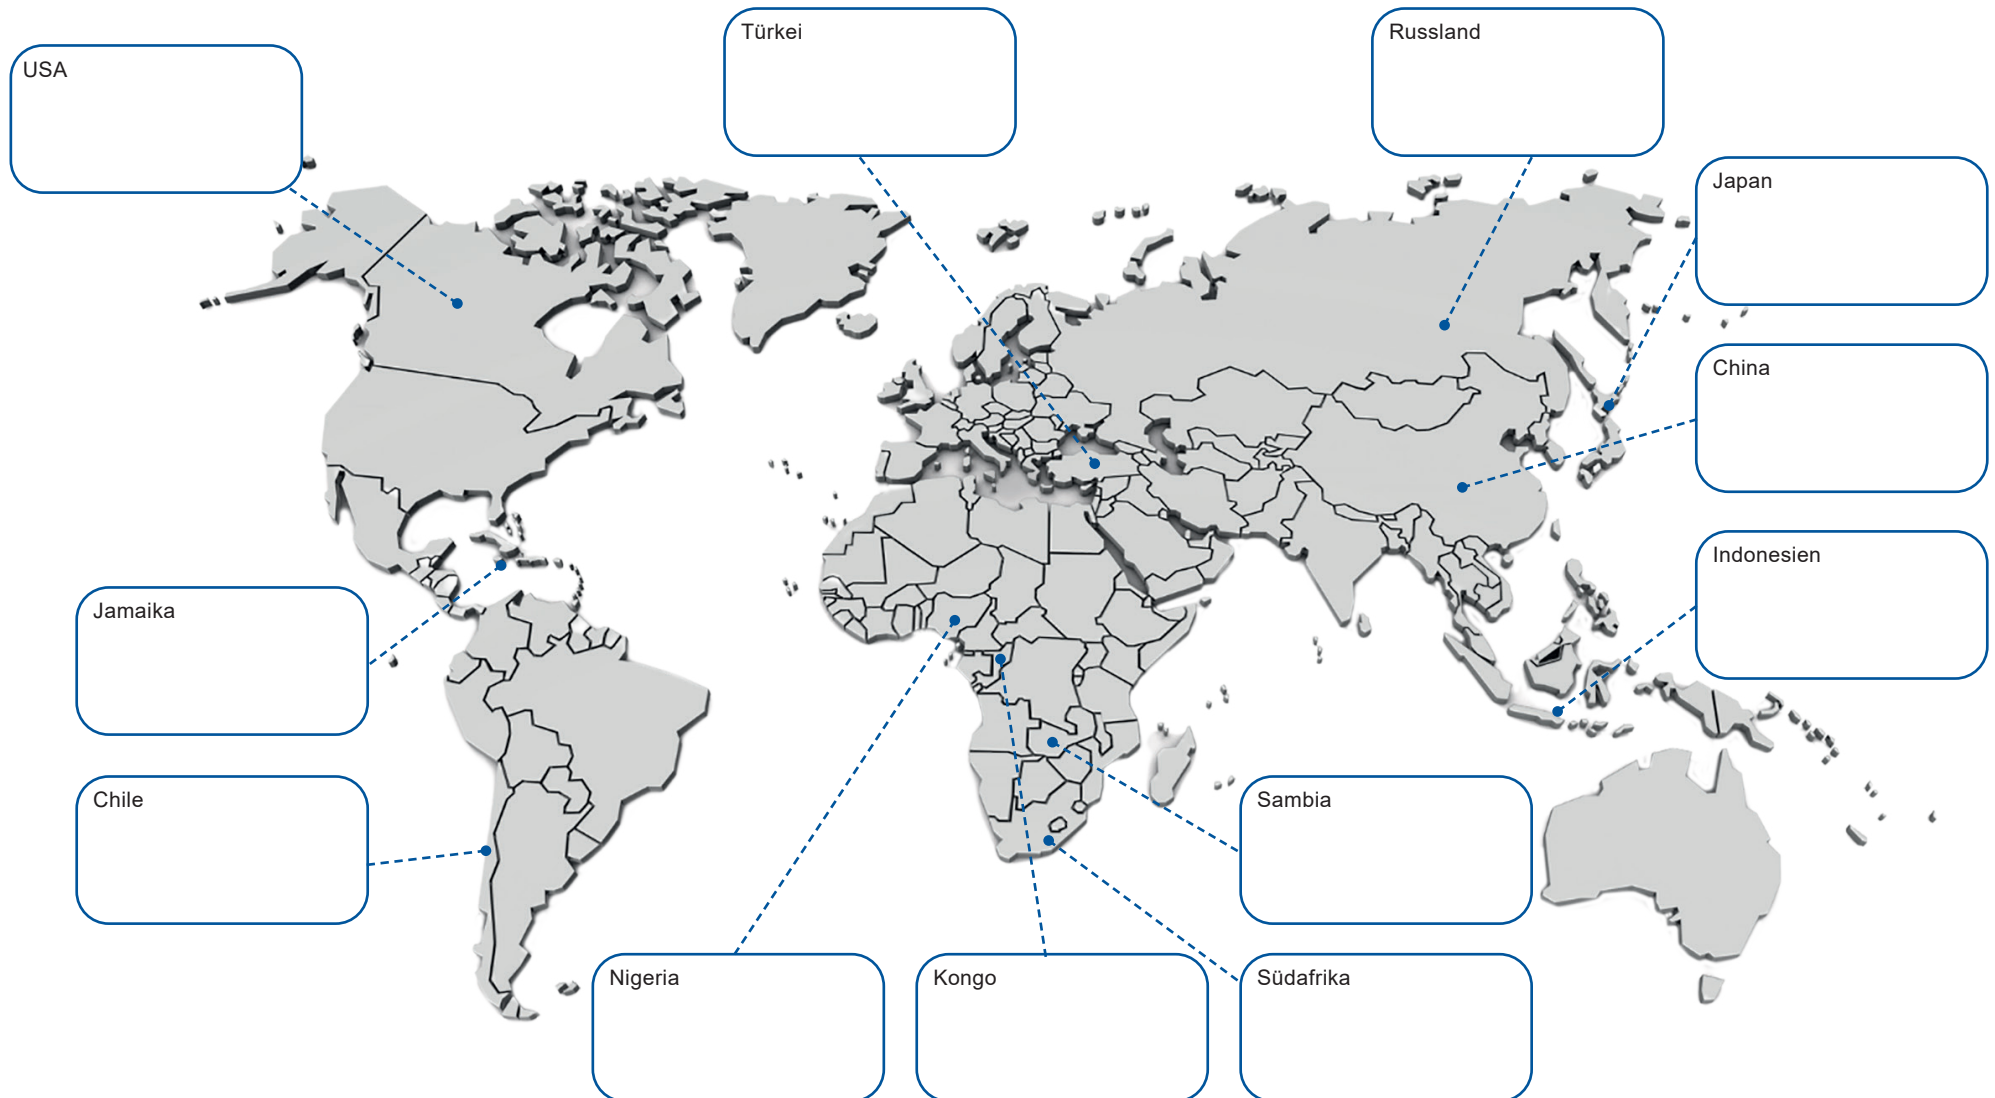 Türkei
Russland
USA
Japan
China
Indonesien
Jamaika
Chile
Sambia
Nigeria
Kongo
Südafrika